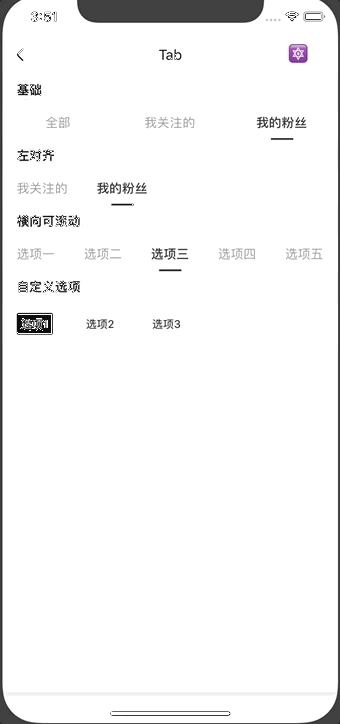 3:51
Tab
基础
全部 我关注的 我的粉丝
左对齐
我关注的 我的粉丝
横向可滚动
选项一 选项二 选项三 选项四 选项五
自定义选项
选项1 选项2 选项3